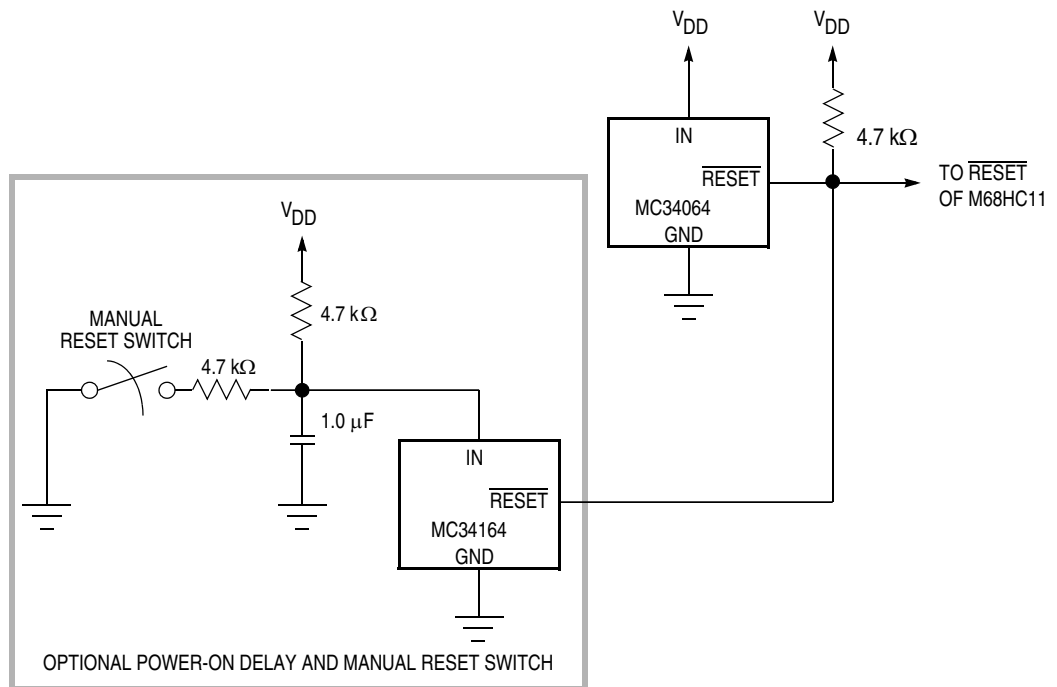 VDD
VDD
IN
4.7 kΩ
RESET
TO RESET
OF M68HC11
MC34064
GND
VDD
4.7 kΩ
MANUAL
RESET SWITCH
4.7 kΩ
1.0 µF
IN
RESET
MC34164
GND
OPTIONAL POWER-ON DELAY AND MANUAL RESET SWITCH